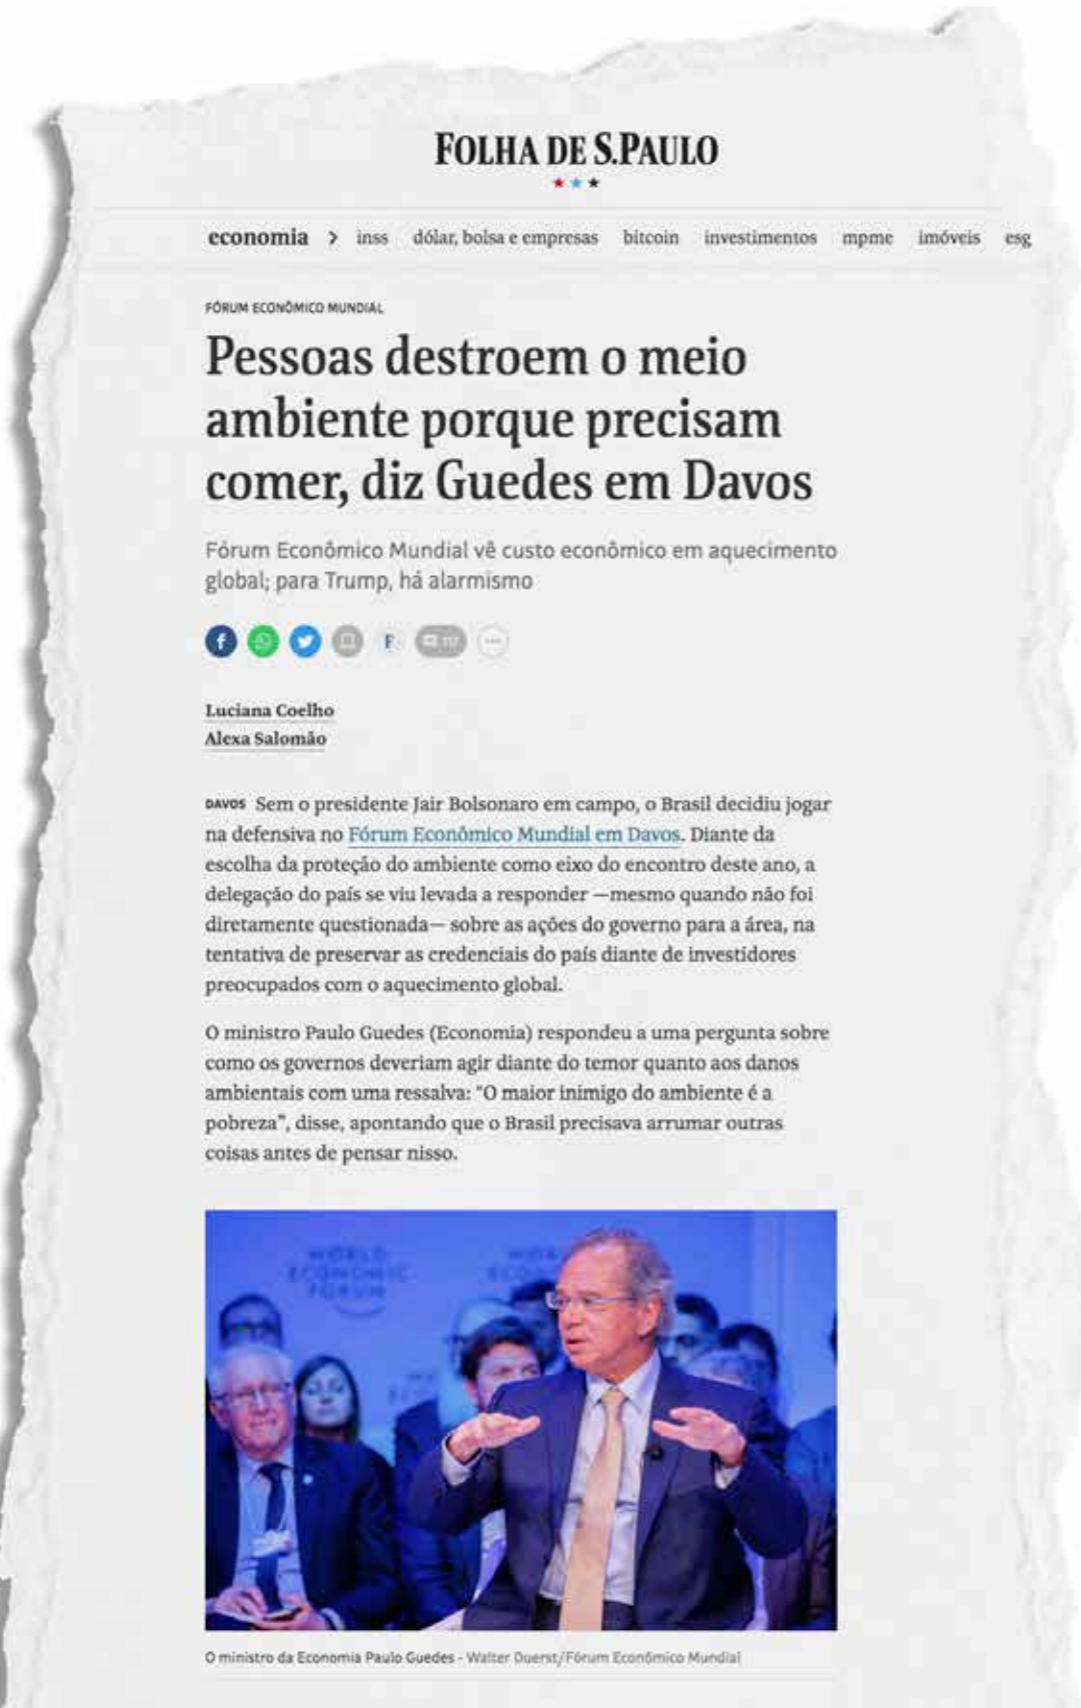 FOLHA DE S.PAULO
economia > inss dólar, bolsa e empresas bitcoin investimentos mpme imóveis esg
FÓRUM ECONÔMICO MUNDIAL
Pessoas destroem o meio
ambiente porque precisam
comer, diz Guedes em Davos
Fórum Econômico Mundial vê custo econômico em aquecimento
global; para Trump, há alarmismo
F 117
Luciana Coelho
Alexa Salomão
DAVOS Sem o presidente Jair Bolsonaro em campo, o Brasil decidiu jogar
na defensiva no Fórum Econômico Mundial em Davos. Diante da
escolha da proteção do ambiente como eixo do encontro deste ano, a
delegação do país se viu levada a responder —mesmo quando não foi
diretamente questionada— sobre as ações do governo para a área, na
tentativa de preservar as credenciais do país diante de investidores
preocupados com o aquecimento global.
O ministro Paulo Guedes (Economia) respondeu a uma pergunta sobre
como os governos deveriam agir diante do temor quanto aos danos
ambientais com uma ressalva: "O maior inimigo do ambiente é a
pobreza", disse, apontando que o Brasil precisava arrumar outras
coisas antes de pensar nisso.
WORLD
ECONOMIC
FORUM
O ministro da Economia Paulo Guedes - Walter Duerst/Fórum Econômico Mundial